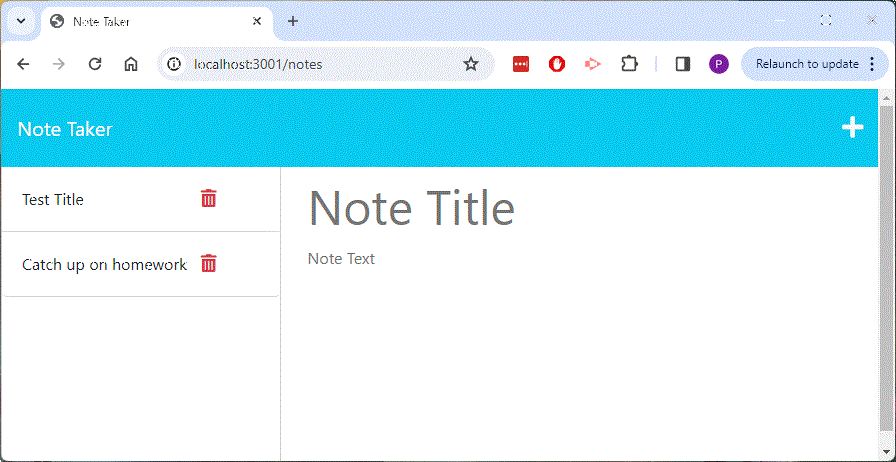 Note Taker
localhost:3001/notes
P
Relaunch to update
Note Taker
Test Title
Catch up on homework
Note Title
Note Text